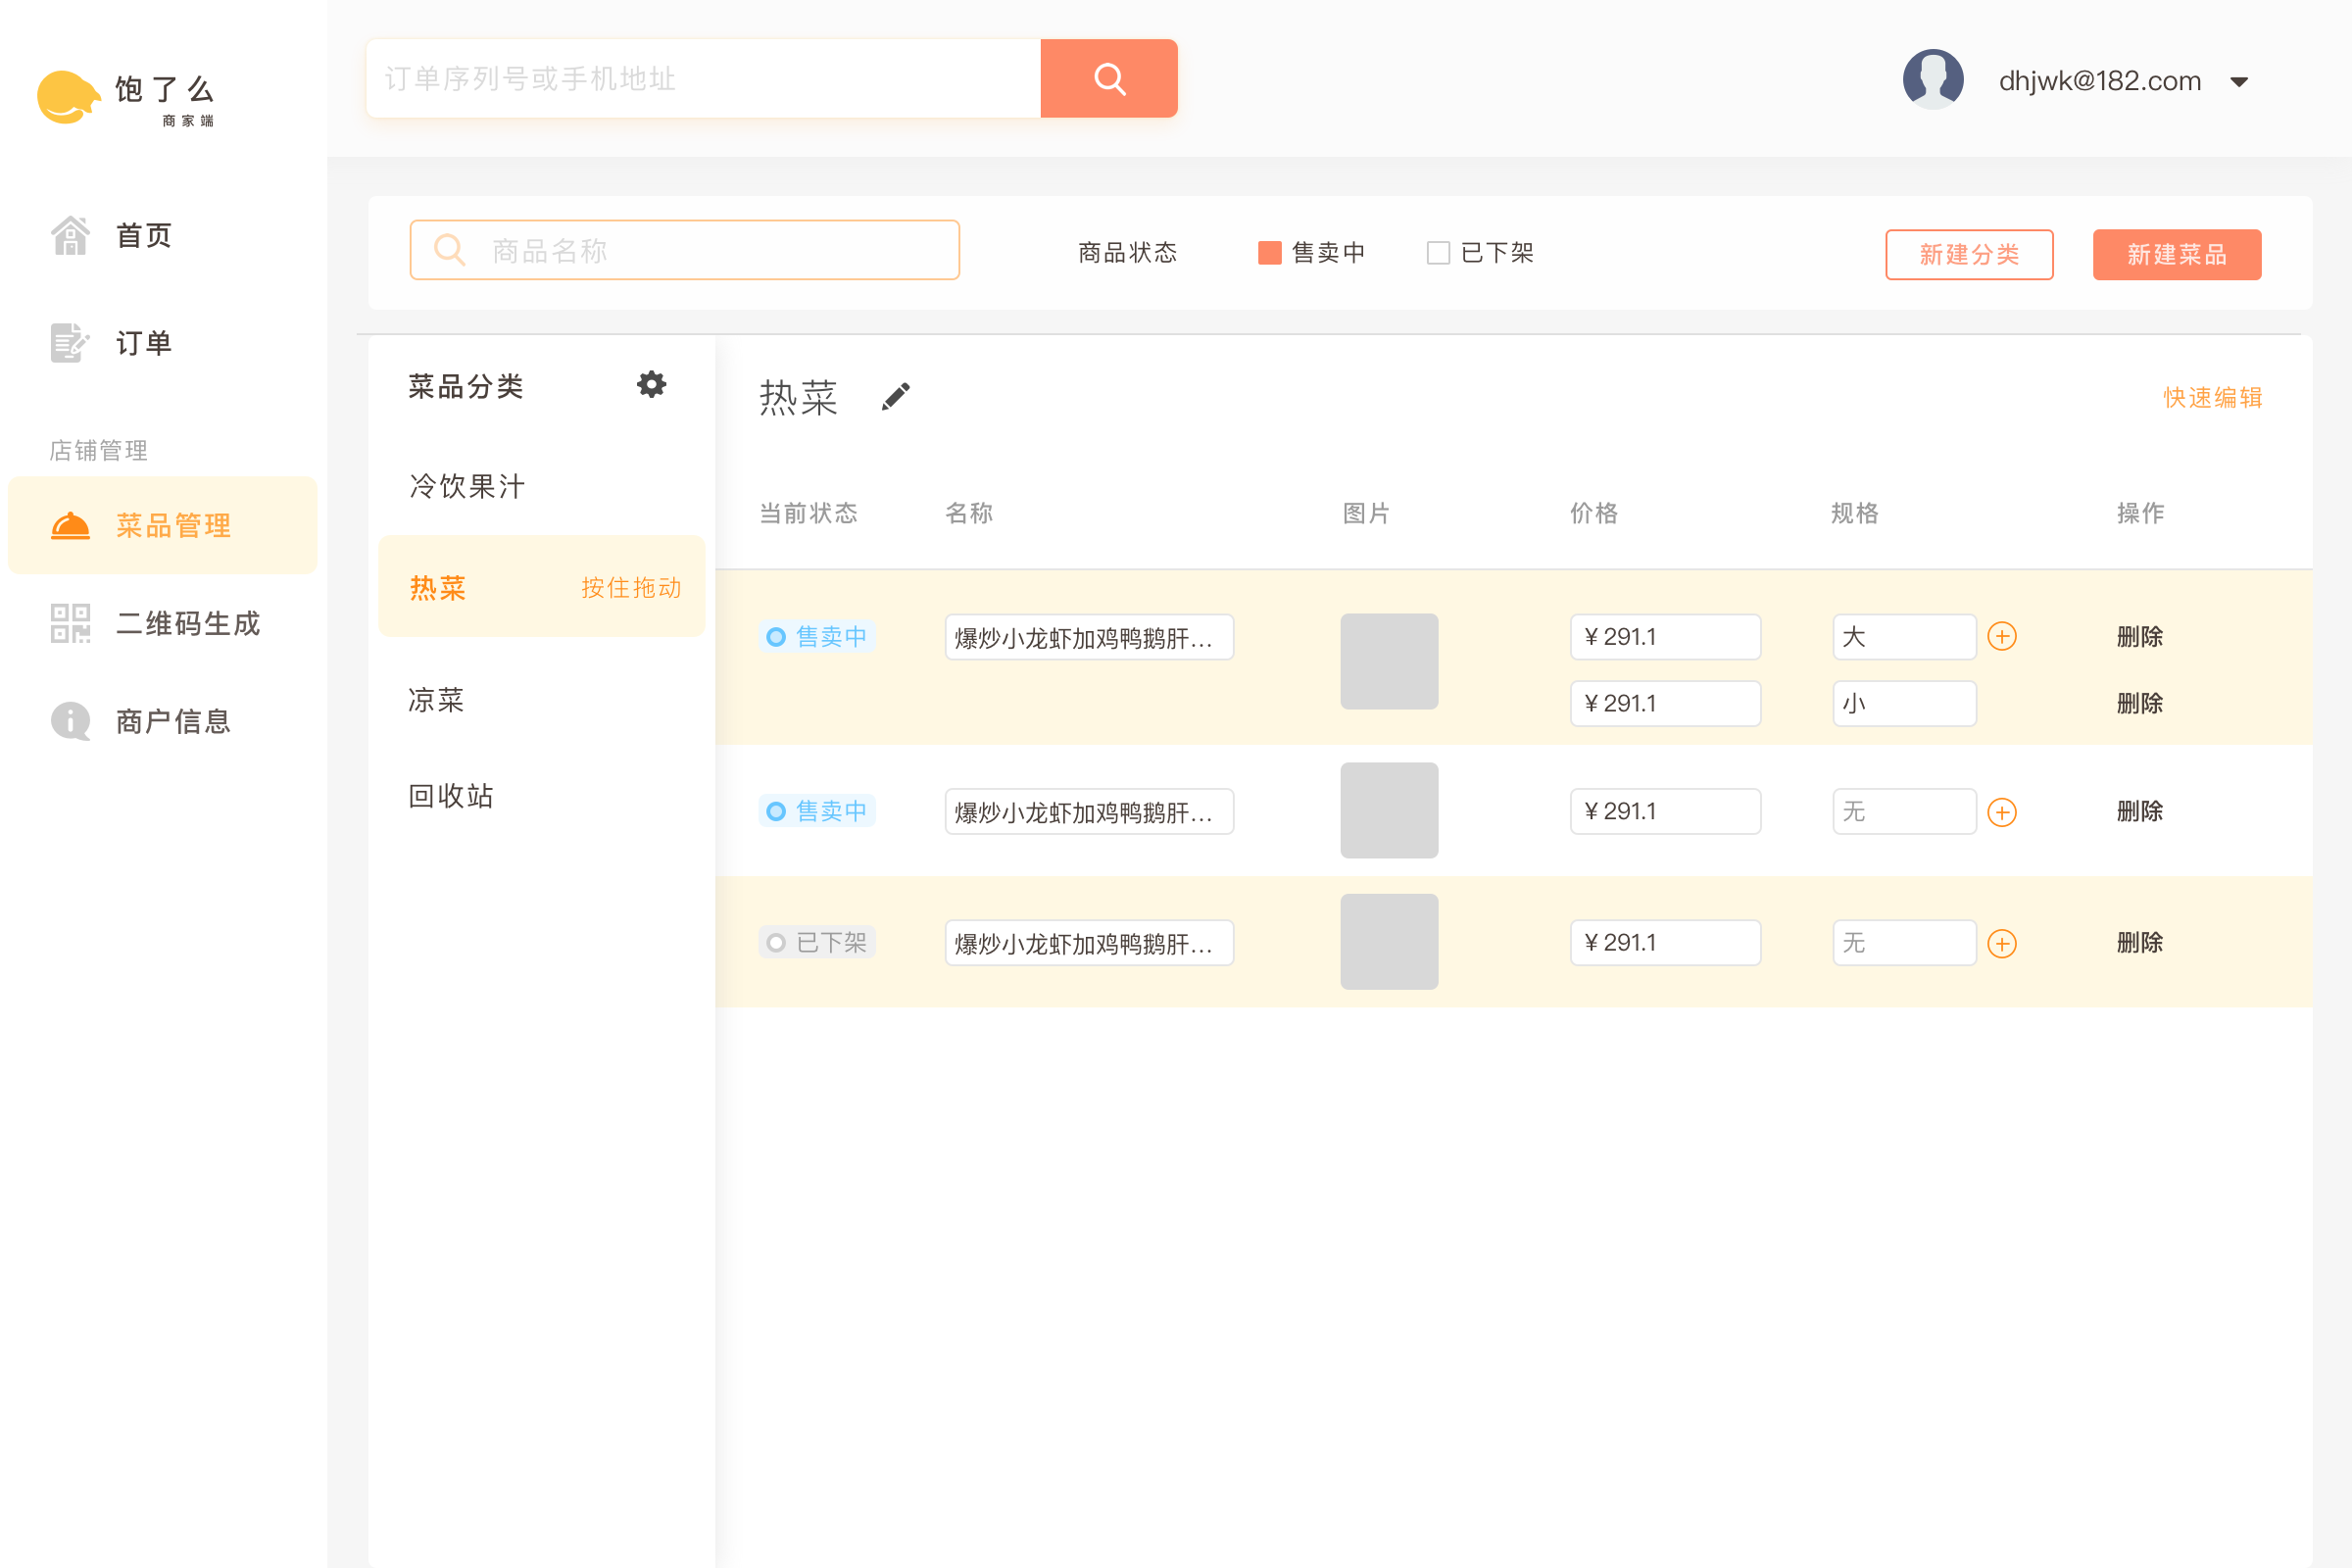 饱了么
商家端
订单序列号或手机地址
dhjwk@182.com
首页
订单
店铺管理
菜品管理
二维码生成
商户信息
商品名称
商品状态 售卖中 已下架
新建分类 新建菜品
菜品分类
冷饮果汁
热菜 按住拖动
凉菜
回收站
热菜
快速编辑
当前状态 名称 图片 价格 规格 操作
售卖中 爆炒小龙虾加鸡鸭鹅肝... ¥ 291.1 大 删除
¥ 291.1 小 删除
售卖中 爆炒小龙虾加鸡鸭鹅肝... ¥ 291.1 无 删除
已下架 爆炒小龙虾加鸡鸭鹅肝... ¥ 291.1 无 删除